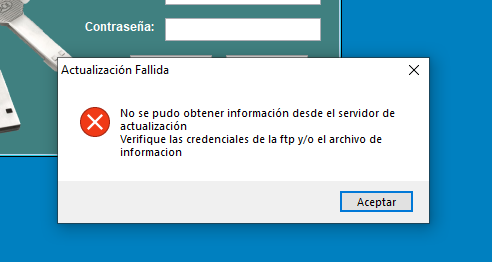 Contraseña:
Actualización Fallida
No se pudo obtener información desde el servidor de
actualización
Verifique las credenciales de la ftp y/o el archivo de
informacion
Aceptar